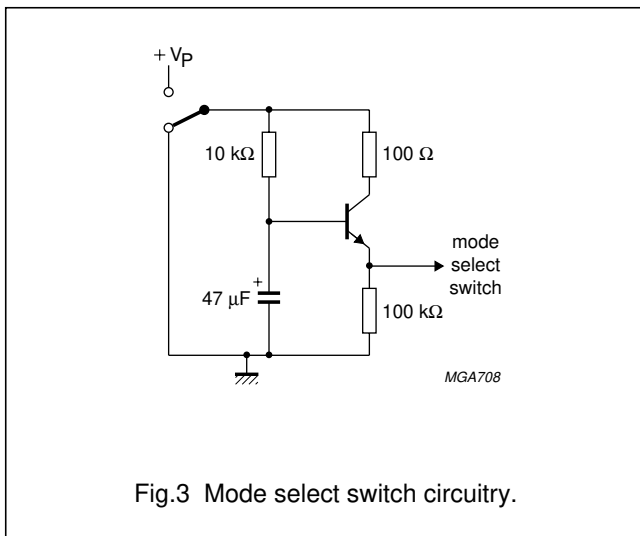 + VP
10 kΩ
100 Ω
mode
select
switch
+
47 μF
100 kΩ
MGA708
Fig.3 Mode select switch circuitry.